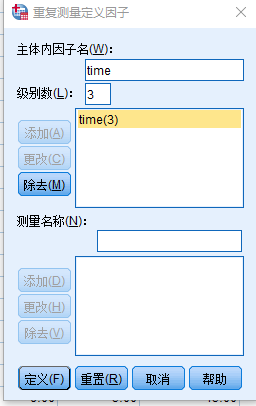 重复测量定义因子
主体内因子名(W):
time
级别数(L): 3
添加(A)
更改(C)
除去(M)
time(3)
测量名称(N):
添加(D)
更改(H)
除去(V)
定义(F) 重置(R) 取消 帮助